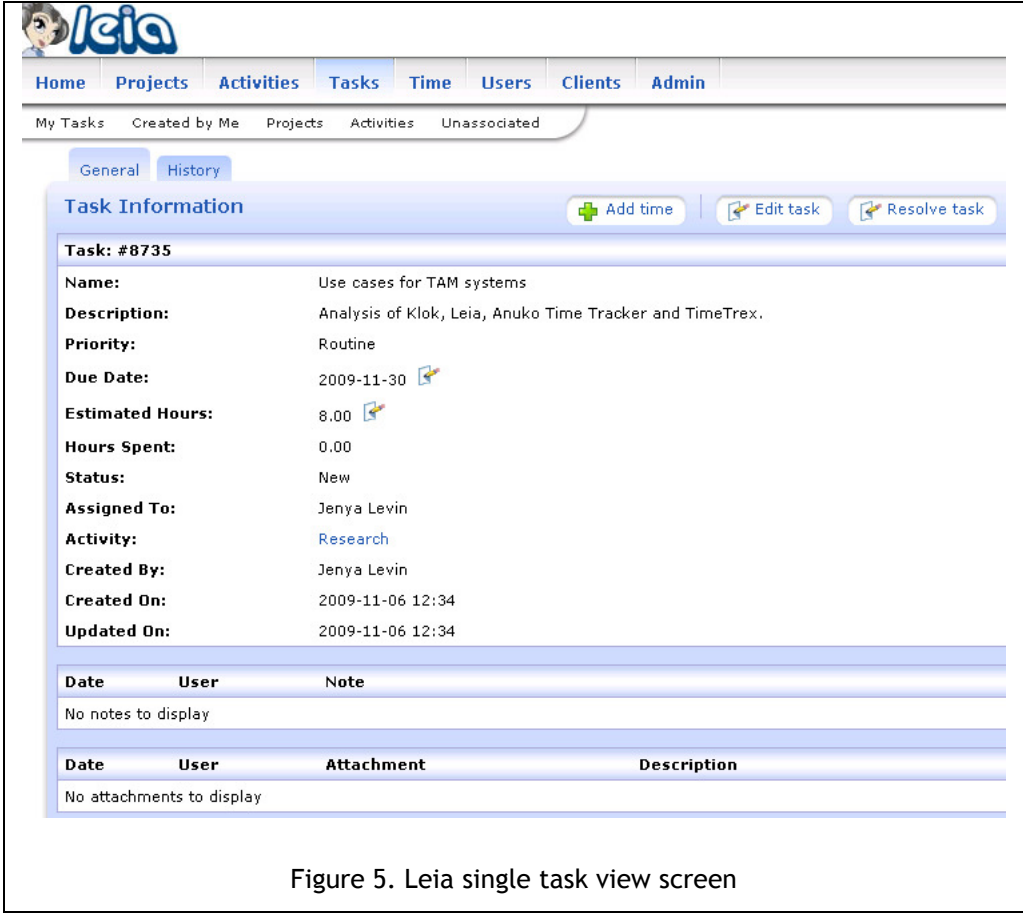 leia
Home Projects Activities Tasks Time Users Clients Admin
My Tasks Created by Me Projects Activities Unassociated
General History
Task Information Add time Edit task Resolve task
Task: #8735
Name: Use cases for TAM systems
Description: Analysis of Klok, Leia, Anuko Time Tracker and TimeTrex.
Priority: Routine
Due Date: 2009-11-30
Estimated Hours: 8.00
Hours Spent: 0.00
Status: New
Assigned To: Jenya Levin
Activity: Research
Created By: Jenya Levin
Created On: 2009-11-06 12:34
Updated On: 2009-11-06 12:34
Date User Note
No notes to display
Date User Attachment Description
No attachments to display
Figure 5. Leia single task view screen